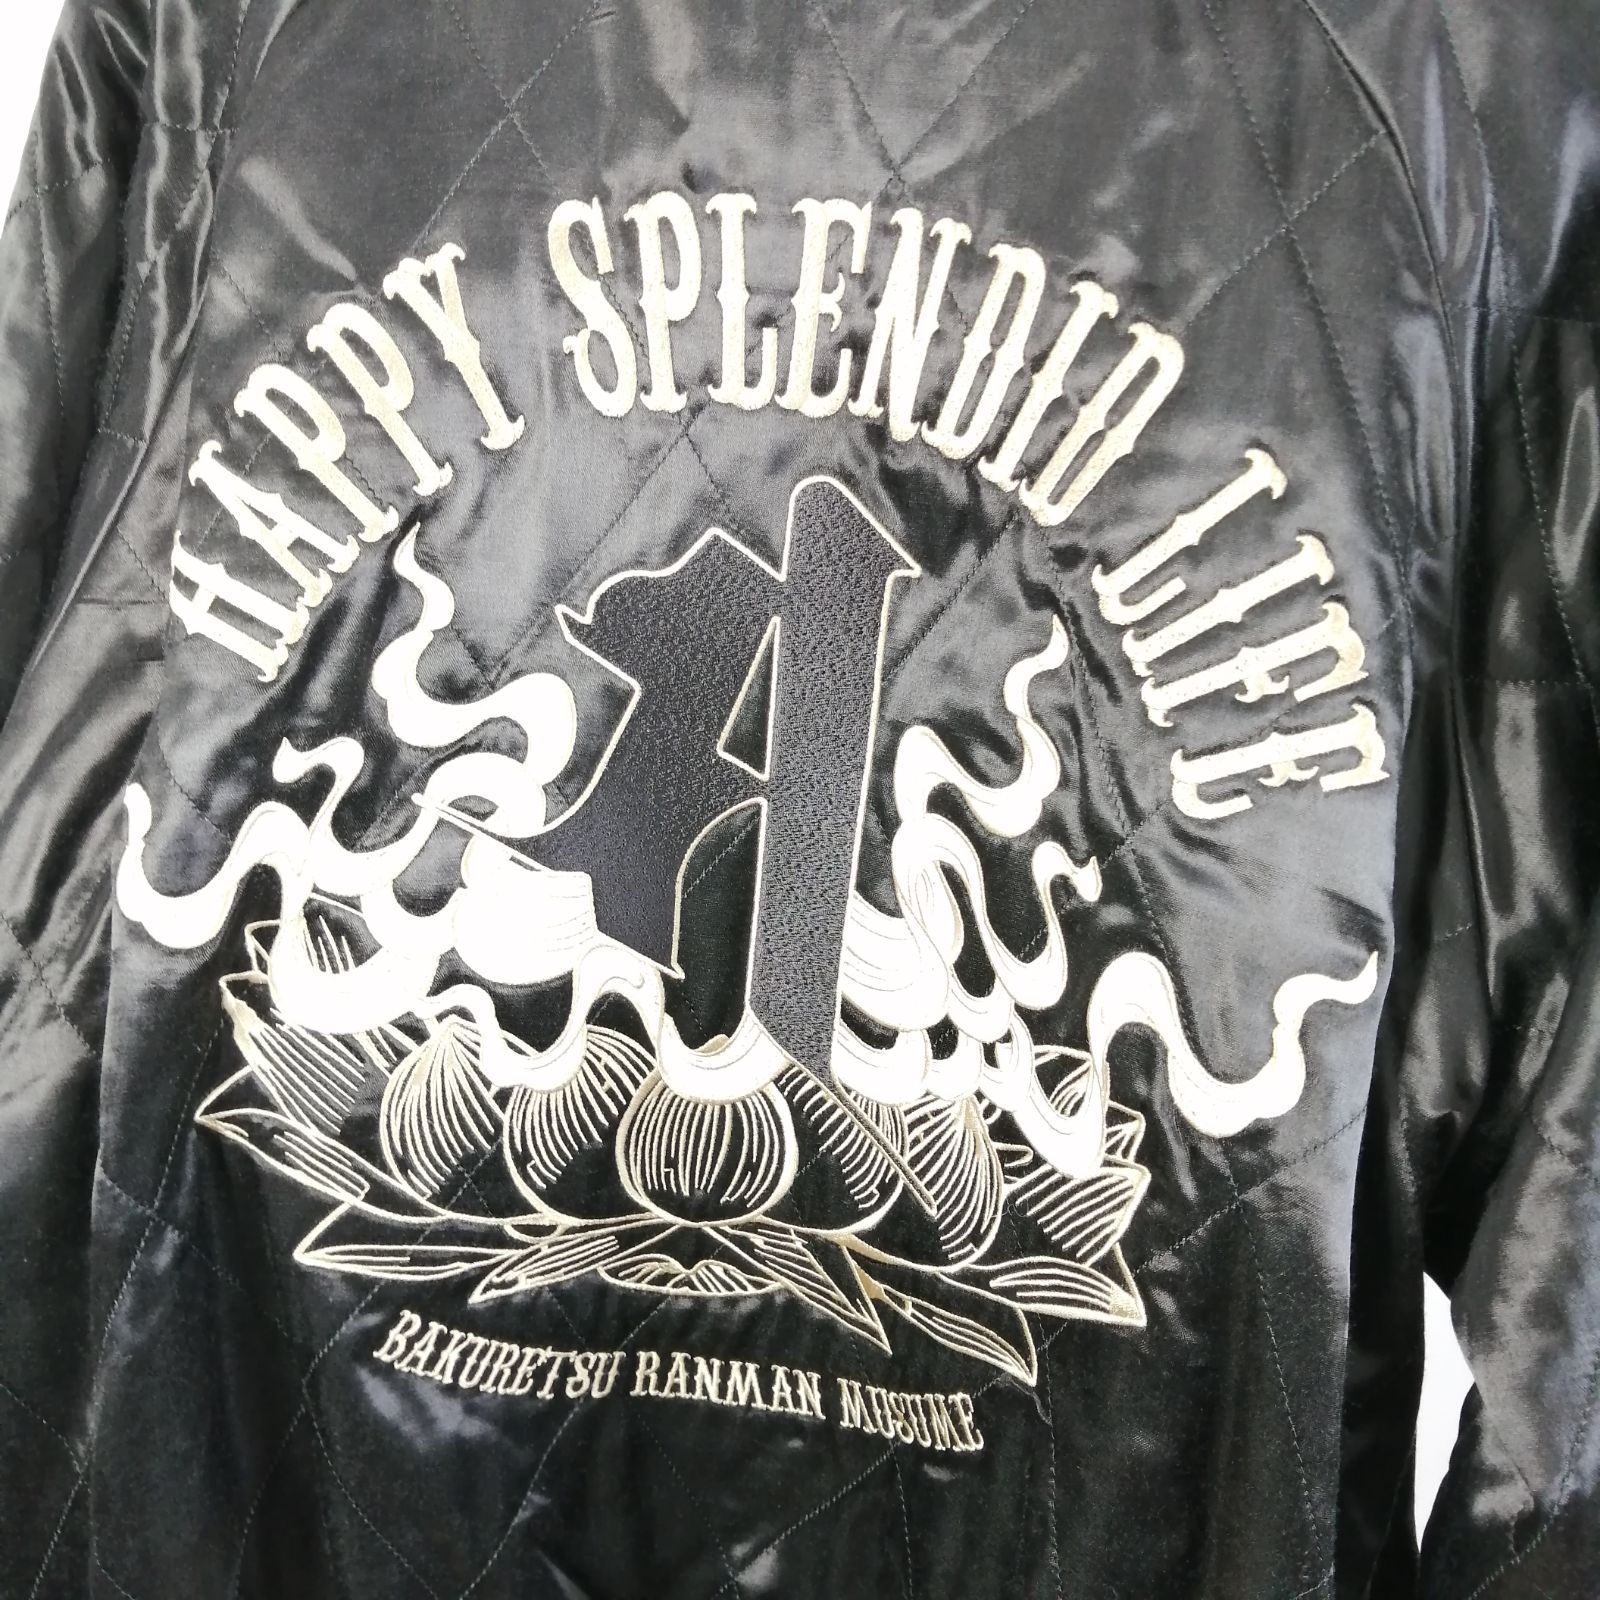 HAPPY SPLENDID LIFE
A
BAKURETSU RANMAN MUSUME